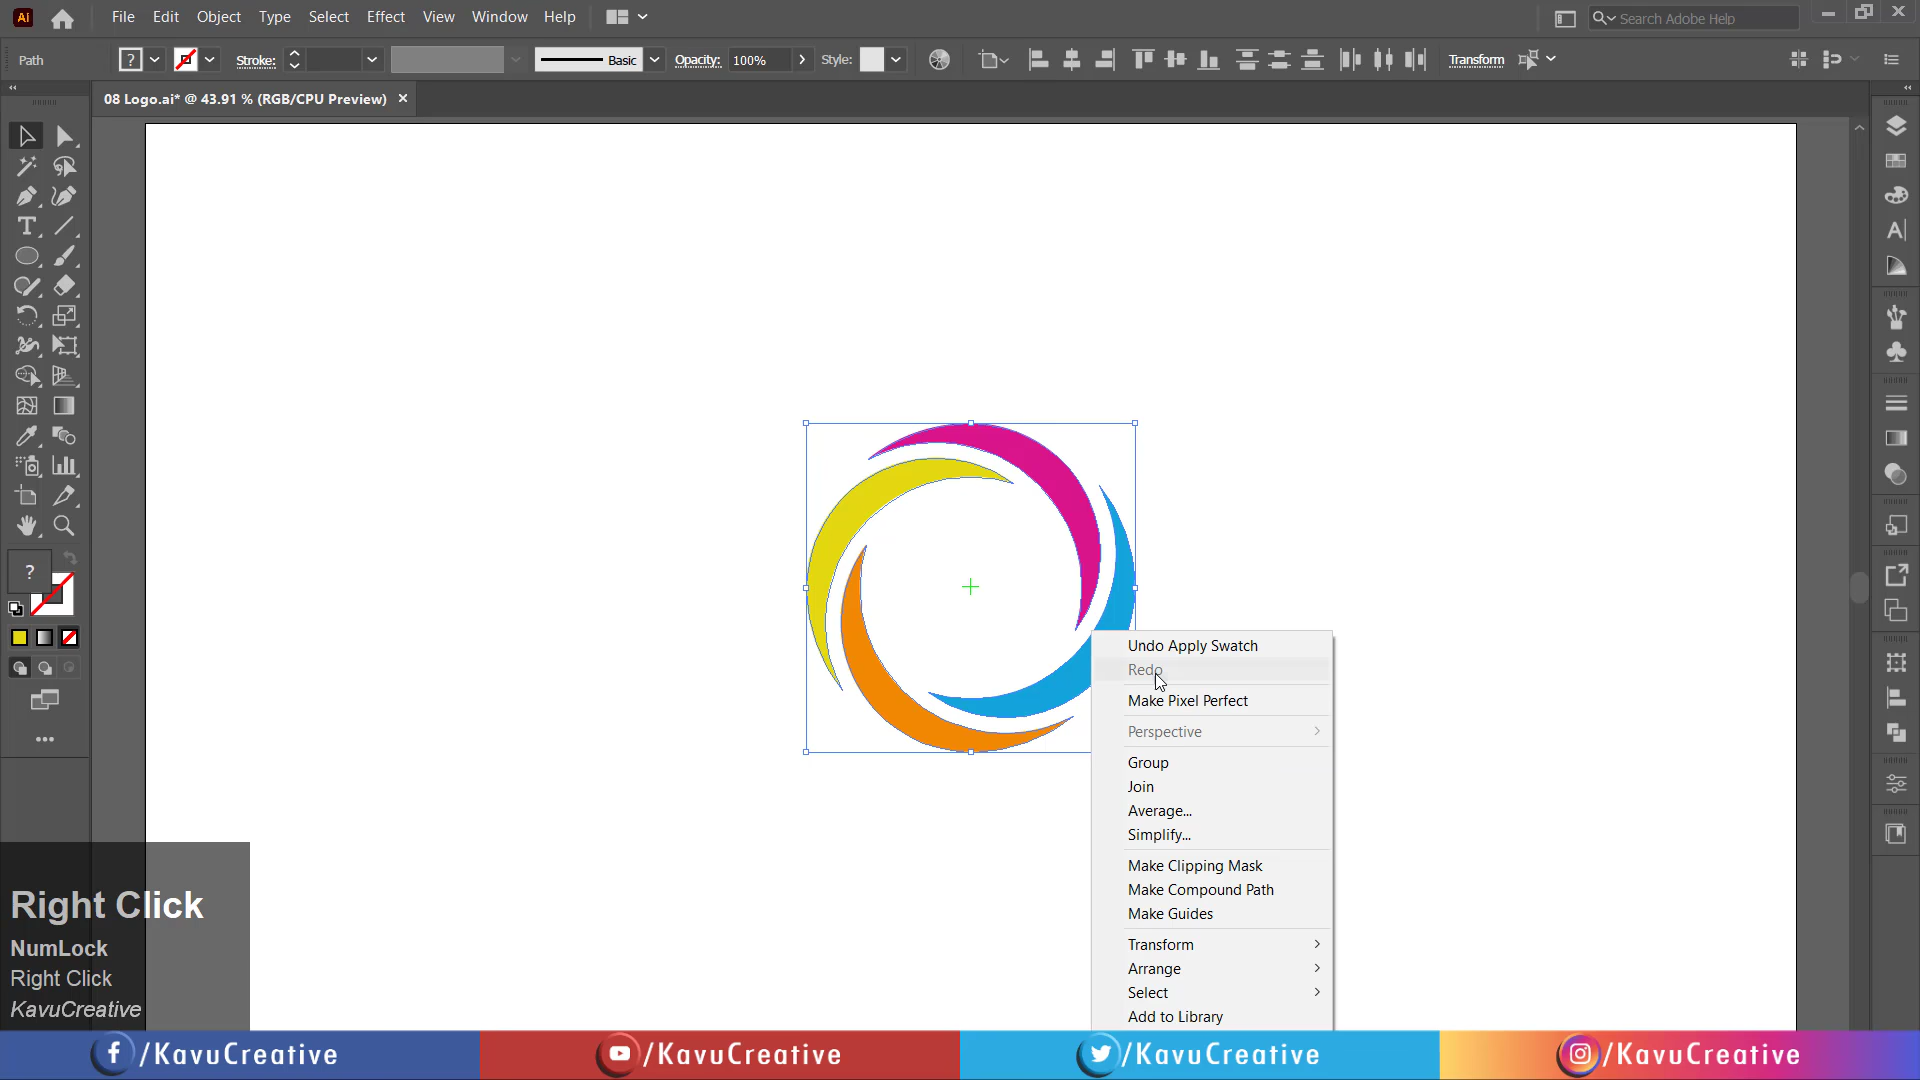 Ai File Edit Object Type Select Effect View Window Help Search Adobe Help
Path ? Stroke: Basic Opacity: 100% Style: Transform
08 Logo.ai* @ 43.91 % (RGB/CPU Preview)
?
Undo Apply Swatch
Redo
Make Pixel Perfect
Perspective
Group
Join
Average...
Simplify...
Make Clipping Mask
Make Compound Path
Make Guides
Transform
Arrange
Select
Add to Library
Right Click
NumLock
Right Click
KavuCreative
/KavuCreative /KavuCreative /KavuCreative /KavuCreative